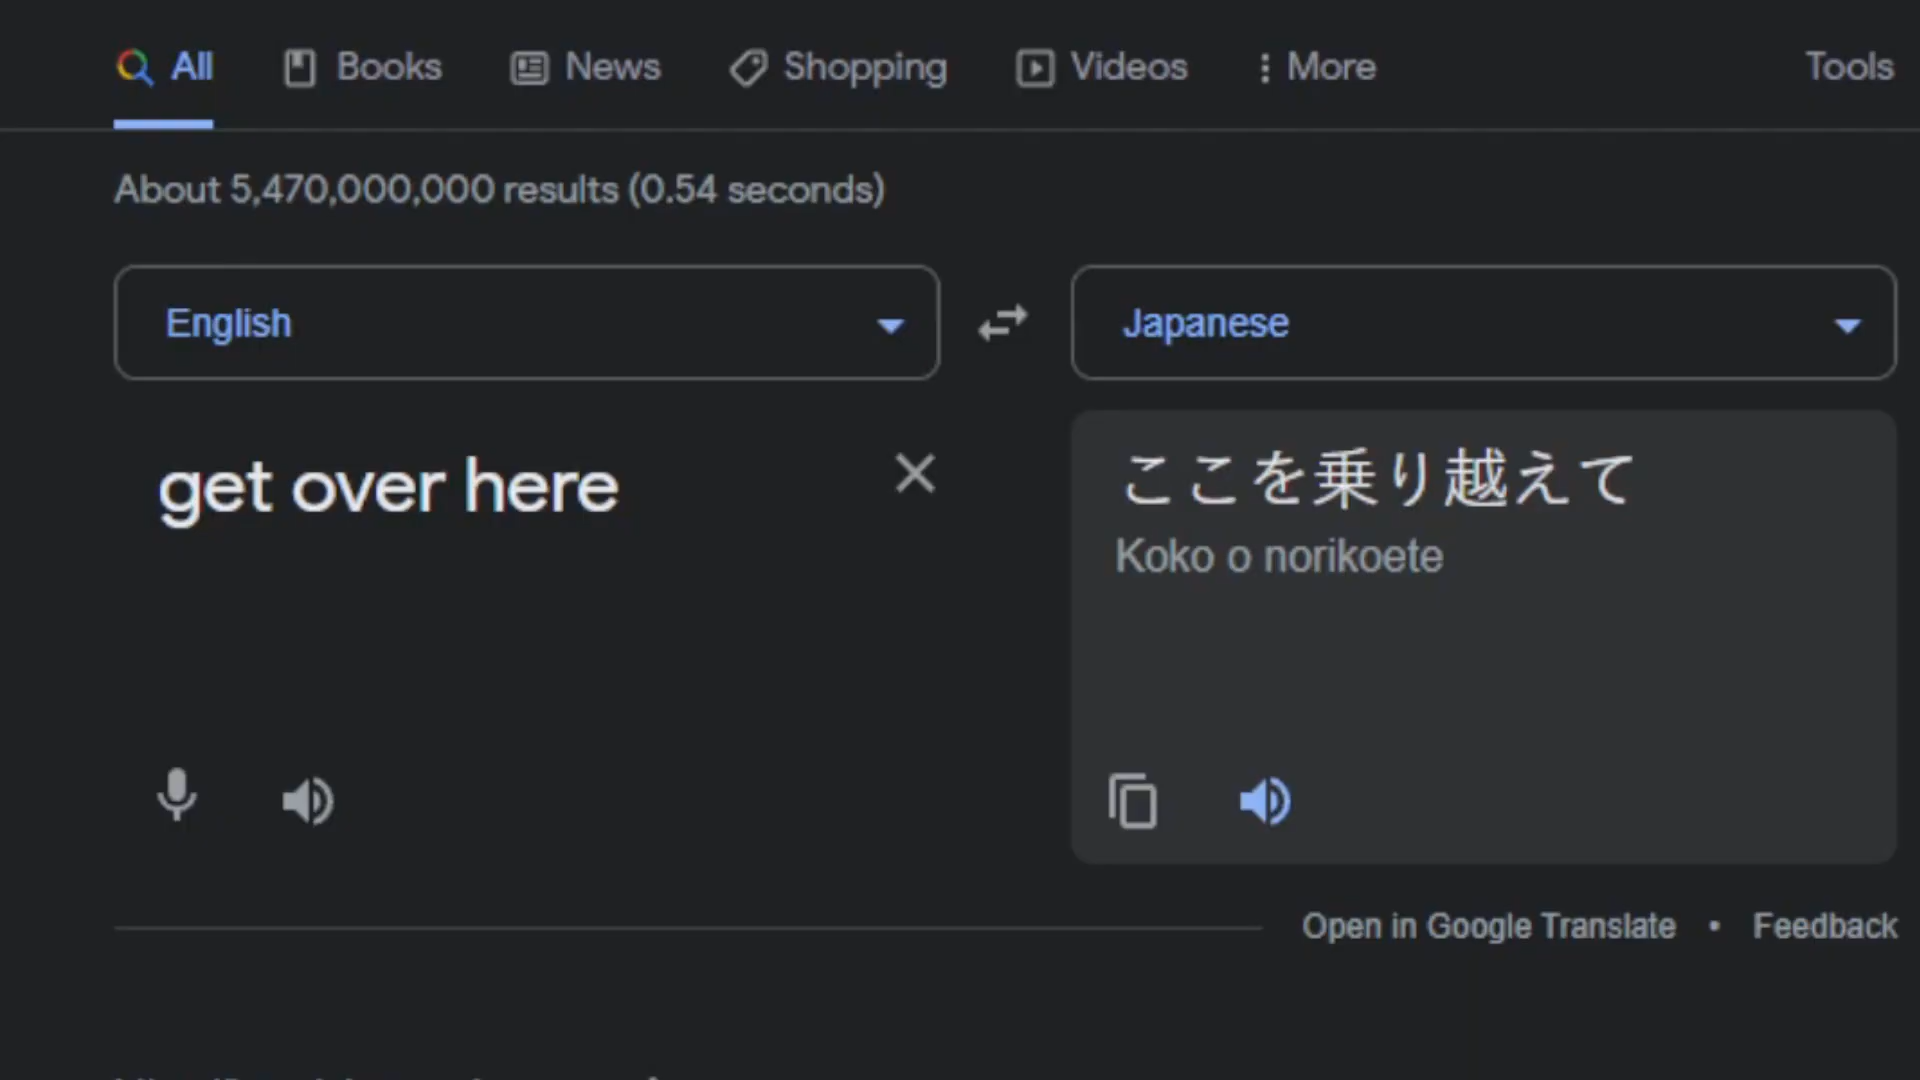 All Books News Shopping Videos More Tools
About 5,470,000,000 results (0.54 seconds)
English Japanese
get over here
ここを乗り越えて
Koko o norikoete
Open in Google Translate • Feedback